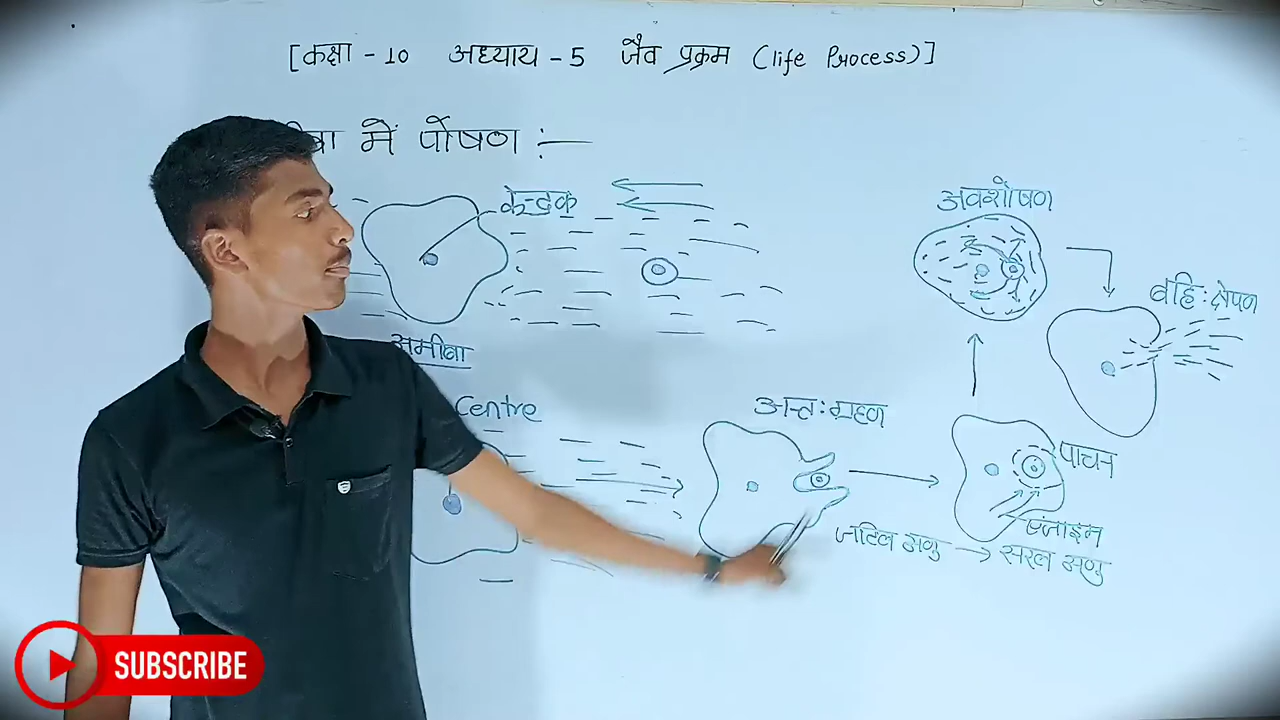 [कक्षा - 10 अध्याय - 5 जैव प्रक्रम (life Process)]
में पोषण :—
केन्द्रक
अमीबा
Centre
अन्तः ग्रहण
पाचन
एंजाइम
जटिल अणु → सरल अणु
अवशोषण
बहिः क्षेपण
SUBSCRIBE